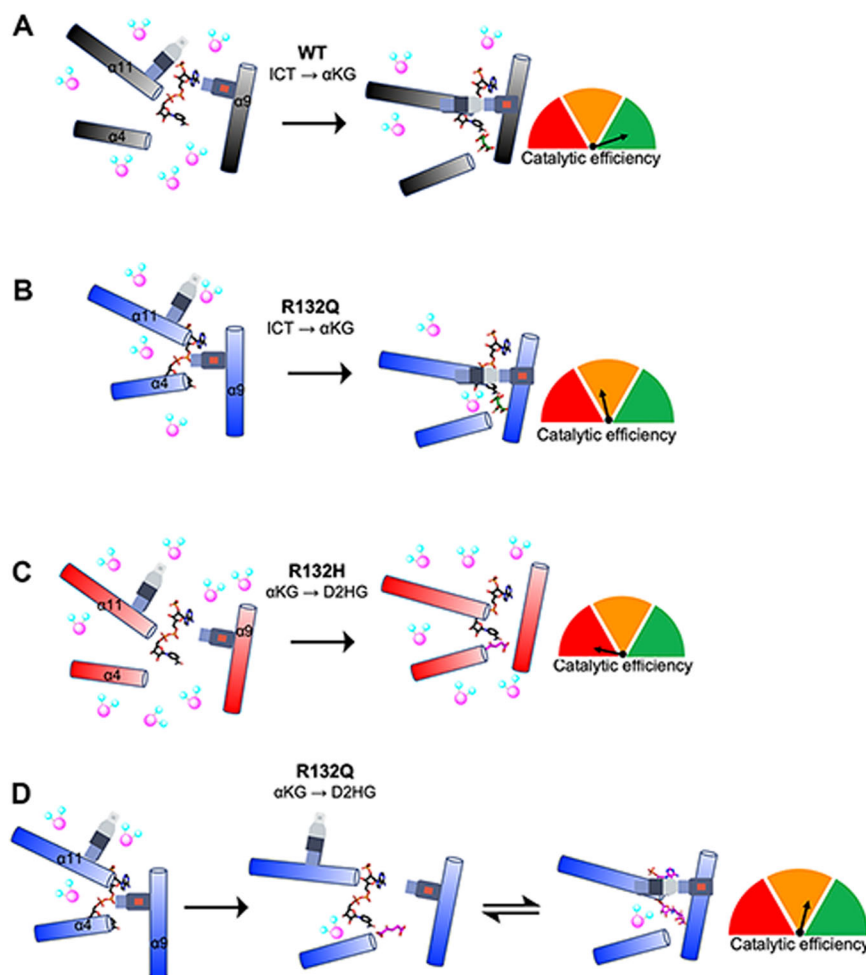 A
α11
α9
α4
WT
ICT → αKG
Catalytic efficiency
B
α11
α4
α9
R132Q
ICT → αKG
Catalytic efficiency
C
α11
α9
α4
R132H
αKG → D2HG
Catalytic efficiency
R132Q
αKG → D2HG
D
α11
α4
α9
Catalytic efficiency